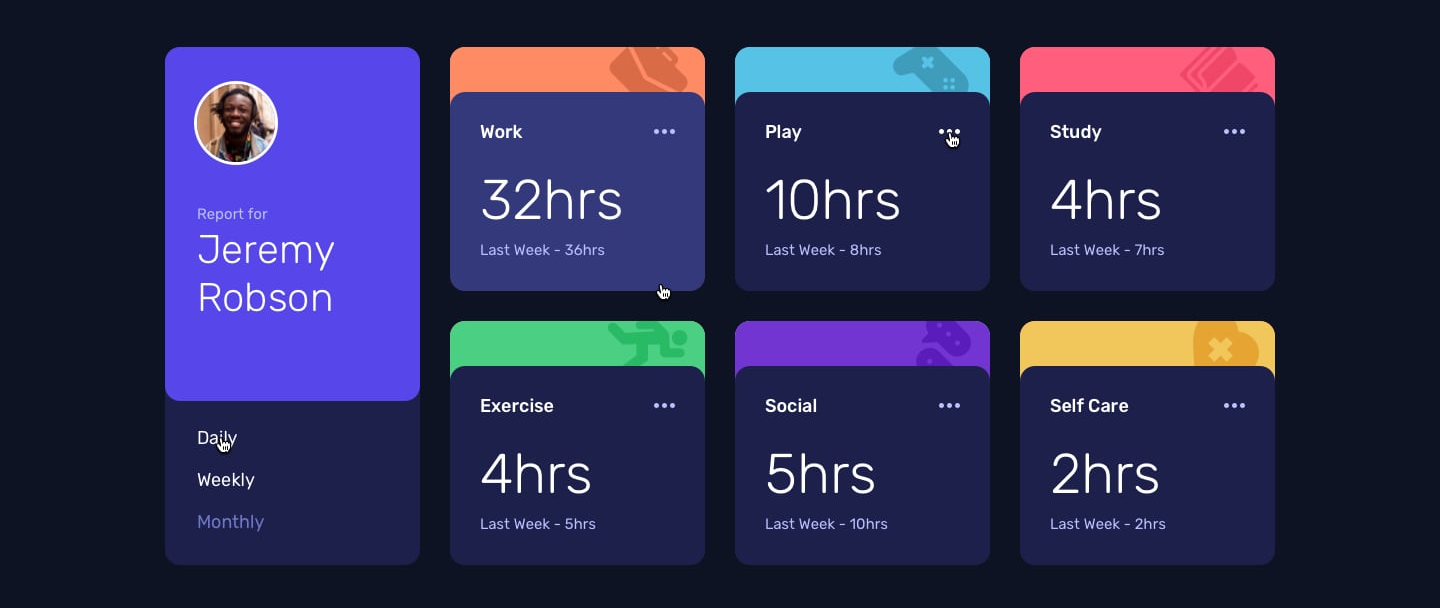 Report for
Jeremy
Robson
Daily
Weekly
Monthly
Work
32hrs
Last Week - 36hrs
Play
10hrs
Last Week - 8hrs
Study
4hrs
Last Week - 7hrs
Exercise
4hrs
Last Week - 5hrs
Social
5hrs
Last Week - 10hrs
Self Care
2hrs
Last Week - 2hrs